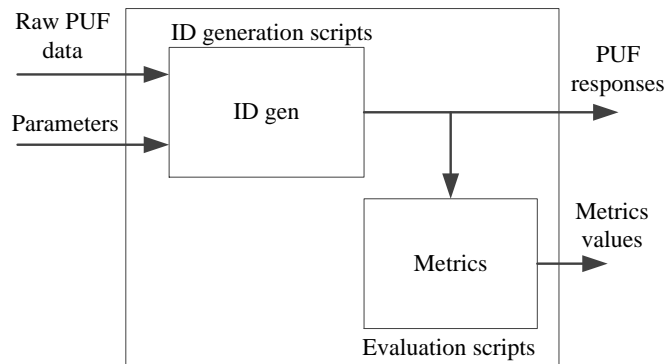 Raw PUF
data
ID generation scripts
PUF
responses
ID gen
Parameters
Metrics
values
Metrics
Evaluation scripts